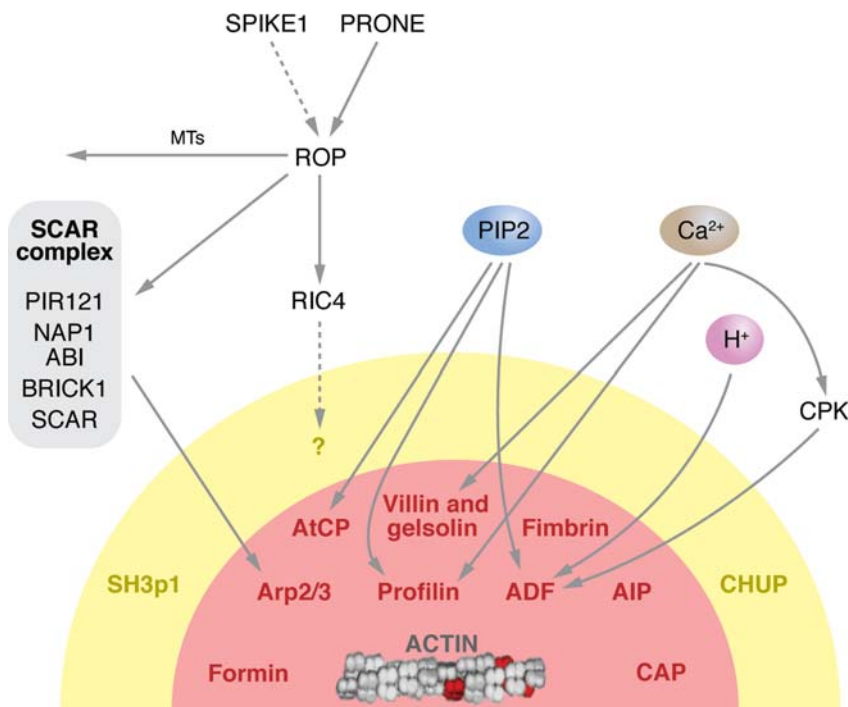 SPIKE1 PRONE
MTs
ROP
SCAR
complex
PIR121
NAP1
ABI
BRICK1
SCAR
RIC4
?
PIP2
Ca²⁺
H⁺
CPK
AtCP
Villin and
gelsolin
Fimbrin
SH3p1
Arp2/3
Profilin
ADF
AIP
CHUP
ACTIN
Formin
CAP